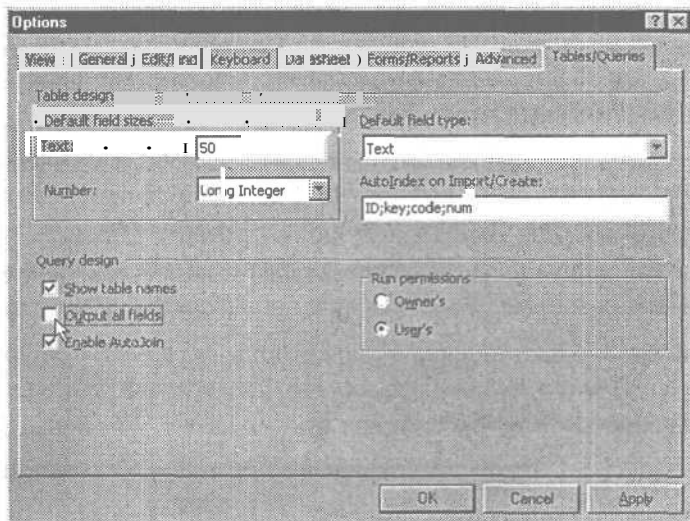 Options
View General Edit/Find Keyboard Datasheet Forms/Reports Advanced Tables/Queries
Table design
Default field sizes
Text: 50
Number: Long Integer
Default field type:
Text
AutoIndex on Import/Create:
ID;key;code;num
Query design
Show table names
Output all fields
Enable AutoJoin
Run permissions
Owner's
User's
OK Cancel Apply